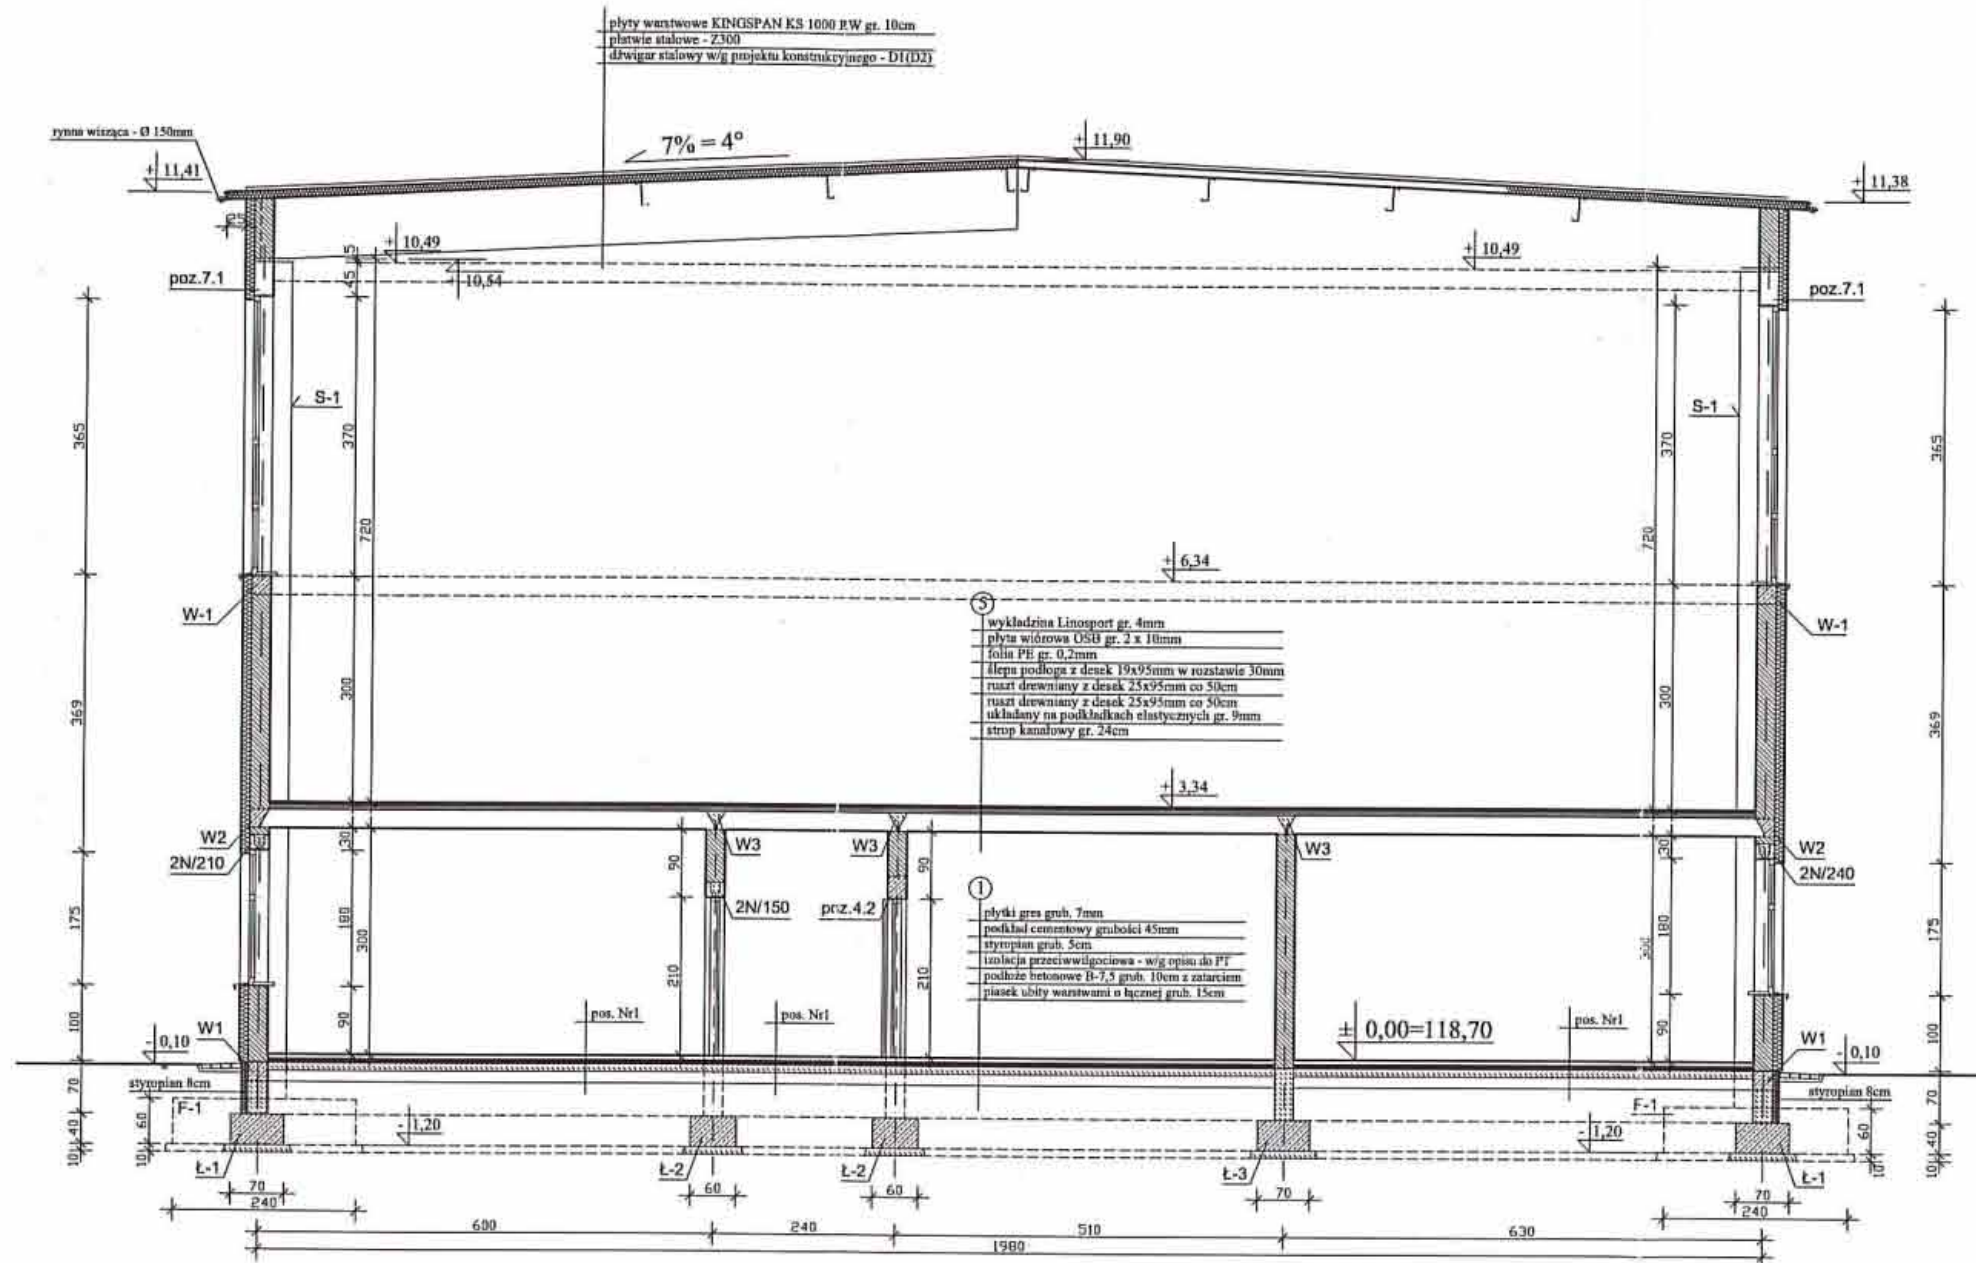 płyty warstwowe KINGSPAN KS 1000 RW gr. 10cm
płatwie stalowe - Z300
dźwigar stalowy w/g projektu konstrukcyjnego - D1(D2)
rynna wisząca - Ø 150mm
7% = 4°
+ 11,90
+ 11,41
+ 11,38
25
+ 10,49
+ 10,49
10,54
5
45
poz.7.1
poz.7.1
S-1
S-1
365
370
720
720
370
365
+ 6,34
W-1
W-1
5
wykładzina Linosport gr. 4mm
płyta wiórowa OSB gr. 2 x 10mm
folia PE gr. 0,2mm
ślepa podłoga z desek 19x95mm w rozstawie 30mm
ruszt drewniany z desek 25x95mm co 50cm
ruszt drewniany z desek 25x95mm co 50cm
układany na podkładkach elastycznych gr. 9mm
strop kanałowy gr. 24cm
369
300
300
369
+ 3,34
W2
2N/210
30
W3
W3
W3
30
W2
2N/240
90
90
2N/150
poz.4.2
1
płytki gres grub. 7mm
podkład cementowy grubości 45mm
styropian grub. 5cm
izolacja przeciwwilgociowa - w/g opisu do PT
podłoże betonowe B-7,5 grub. 10cm z zatarciem
piasek ubity warstwami o łącznej grub. 15cm
175
180
300
210
210
300
180
175
pos. Nr1
pos. Nr1
pos. Nr1
± 0,00=118,70
100
90
90
100
W1
W1
- 0,10
- 0,10
styropian 8cm
styropian 8cm
70
70
F-1
F-1
60
40
10
10
- 1,20
- 1,20
60
40
10
10
Ł-1
Ł-2
Ł-2
Ł-3
Ł-1
70
60
60
70
70
240
240
600
240
510
630
1980